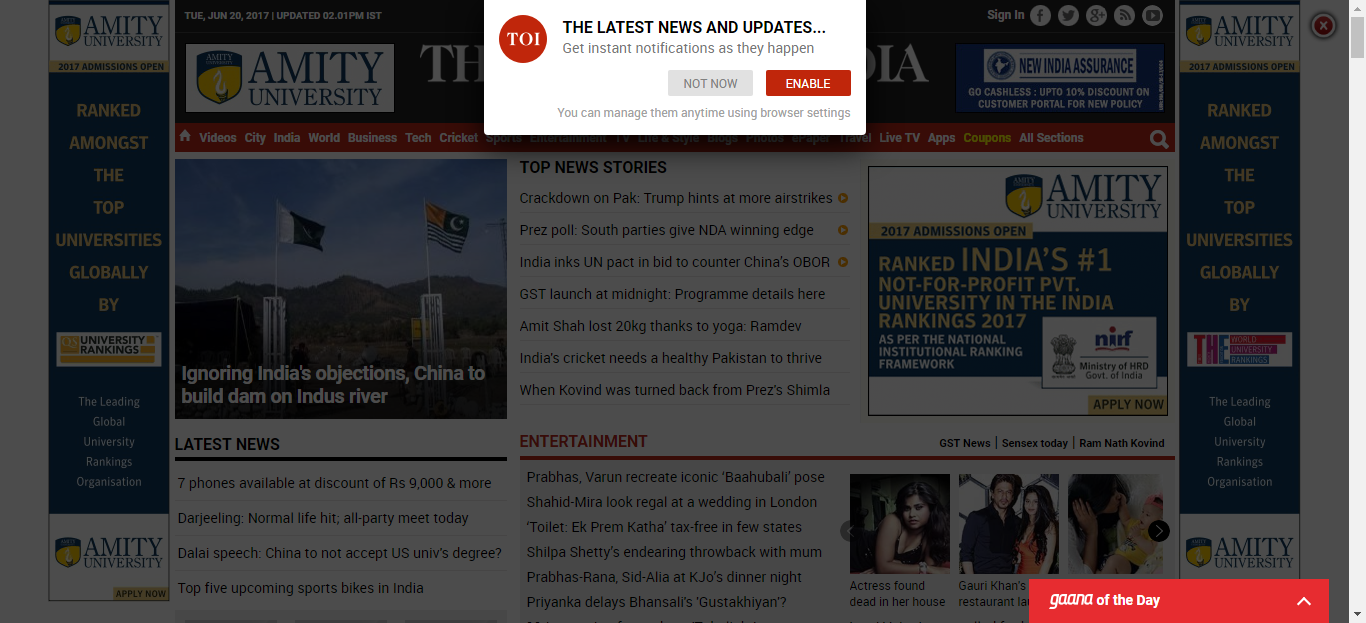 AMITY
UNIVERSITY
2017 ADMISSIONS OPEN
RANKED
AMONGST
THE
TOP
UNIVERSITIES
GLOBALLY
BY
QS UNIVERSITY
RANKINGS
The Leading
Global
University
Rankings
Organisation
AMITY
UNIVERSITY
APPLY NOW
TUE, JUN 20, 2017 | UPDATED 02.01PM IST
Sign In
AMITY
UNIVERSITY
TH
IA
NEW INDIA ASSURANCE
GO CASHLESS : UPTO 10% DISCOUNT ON
CUSTOMER PORTAL FOR NEW POLICY
TOI
THE LATEST NEWS AND UPDATES...
Get instant notifications as they happen
NOT NOW
ENABLE
You can manage them anytime using browser settings
Videos City India World Business Tech Cricket Sports Entertainment TV Life & Style Blogs Photos ePaper Travel Live TV Apps Coupons All Sections
Ignoring India's objections, China to
build dam on Indus river
LATEST NEWS
7 phones available at discount of Rs 9,000 & more
Darjeeling: Normal life hit; all-party meet today
Dalai speech: China to not accept US univ's degree?
Top five upcoming sports bikes in India
TOP NEWS STORIES
Crackdown on Pak: Trump hints at more airstrikes
Prez poll: South parties give NDA winning edge
India inks UN pact in bid to counter China's OBOR
GST launch at midnight: Programme details here
Amit Shah lost 20kg thanks to yoga: Ramdev
India's cricket needs a healthy Pakistan to thrive
When Kovind was turned back from Prez's Shimla
AMITY
UNIVERSITY
2017 ADMISSIONS OPEN
RANKED INDIA'S #1
NOT-FOR-PROFIT PVT.
UNIVERSITY IN THE INDIA
RANKINGS 2017
AS PER THE NATIONAL
INSTITUTIONAL RANKING
FRAMEWORK
nirf
Ministry of HRD
Govt. of India
APPLY NOW
ENTERTAINMENT
GST News | Sensex today | Ram Nath Kovind
Prabhas, Varun recreate iconic ‘Baahubali’ pose
Shahid-Mira look regal at a wedding in London
‘Toilet: Ek Prem Katha’ tax-free in few states
Shilpa Shetty's endearing throwback with mum
Prabhas-Rana, Sid-Alia at KJo's dinner night
Priyanka delays Bhansali's 'Gustakhiyan'?
Actress found
dead in her house
Gauri Khan's
restaurant
gaana of the Day
AMITY
UNIVERSITY
2017 ADMISSIONS OPEN
RANKED
AMONGST
THE
TOP
UNIVERSITIES
GLOBALLY
BY
THE WORLD
UNIVERSITY
RANKINGS
The Leading
Global
University
Rankings
Organisation
AMITY
UNIVERSITY